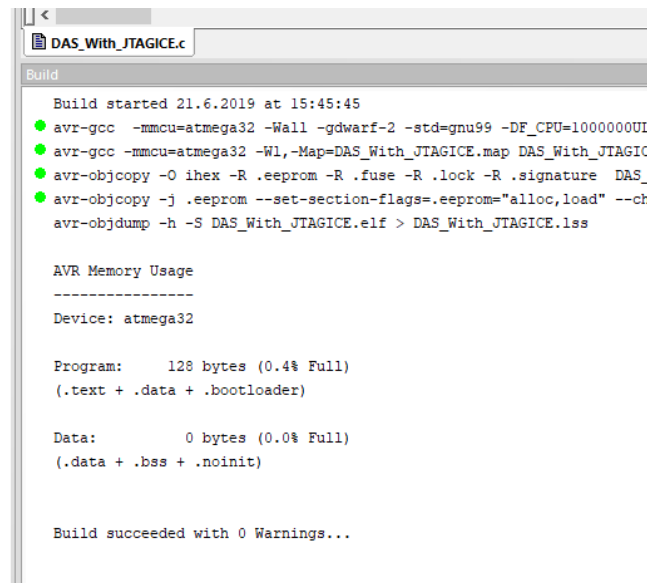 DAS_With_JTAGICE.c
Build
Build started 21.6.2019 at 15:45:45
avr-gcc -mmcu=atmega32 -Wall -gdwarf-2 -std=gnu99 -DF_CPU=1000000UL
avr-gcc -mmcu=atmega32 -Wl,-Map=DAS_With_JTAGICE.map DAS_With_JTAGIC
avr-objcopy -O ihex -R .eeprom -R .fuse -R .lock -R .signature DAS_
avr-objcopy -j .eeprom --set-section-flags=.eeprom="alloc,load" --ch
avr-objdump -h -S DAS_With_JTAGICE.elf > DAS_With_JTAGICE.lss
AVR Memory Usage
----------------
Device: atmega32
Program: 128 bytes (0.4% Full)
(.text + .data + .bootloader)
Data: 0 bytes (0.0% Full)
(.data + .bss + .noinit)
Build succeeded with 0 Warnings...